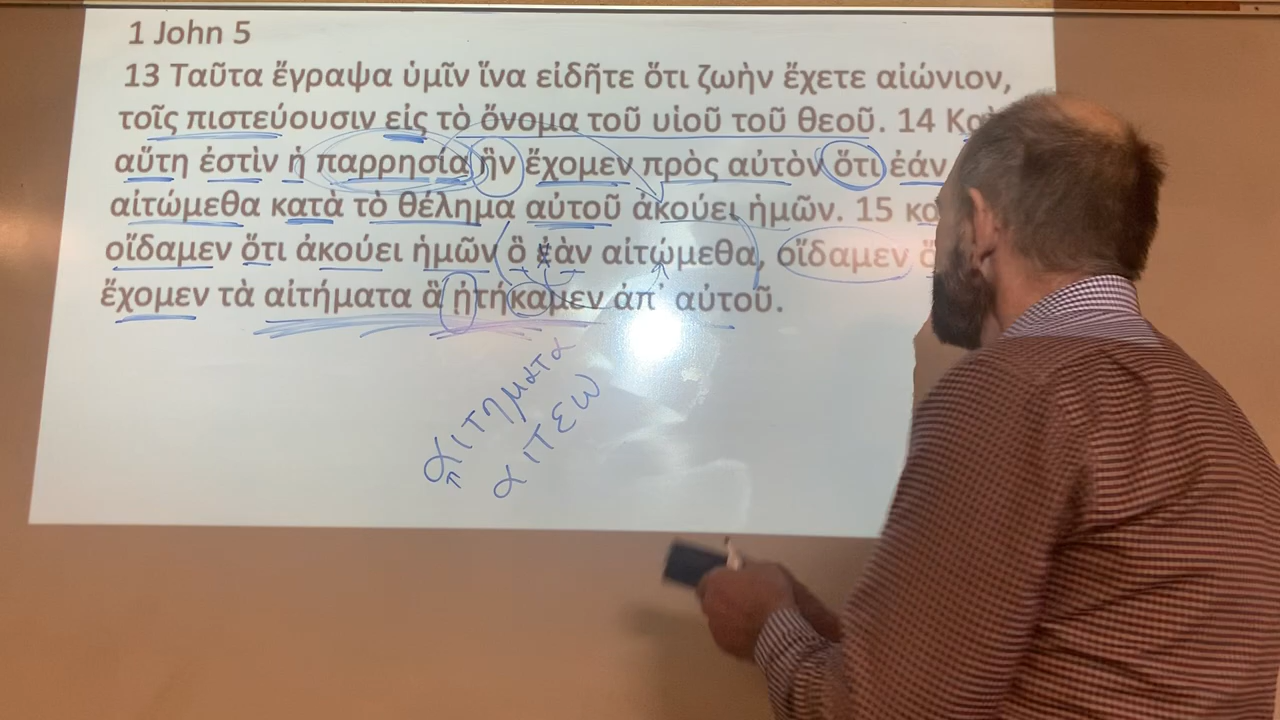 1 John 5
13 Ταῦτα ἔγραψα ὑμῖν ἵνα εἰδῆτε ὅτι ζωὴν ἔχετε αἰώνιον,
τοῖς πιστεύουσιν εἰς τὸ ὄνομα τοῦ υἱοῦ τοῦ θεοῦ. 14
αὕτη ἐστὶν ἡ παρρησία ἣν ἔχομεν πρὸς αὐτὸν ὅτι ἐάν
αἰτώμεθα κατὰ τὸ θέλημα αὐτοῦ ἀκούει ἡμῶν. 15
οἴδαμεν ὅτι ἀκούει ἡμῶν ὃ ἐὰν αἰτώμεθα, οἴδαμεν
ἔχομεν τὰ αἰτήματα ἃ ᾐτήκαμεν ἀπ᾽ αὐτοῦ.
αιτηματα
αιτεω